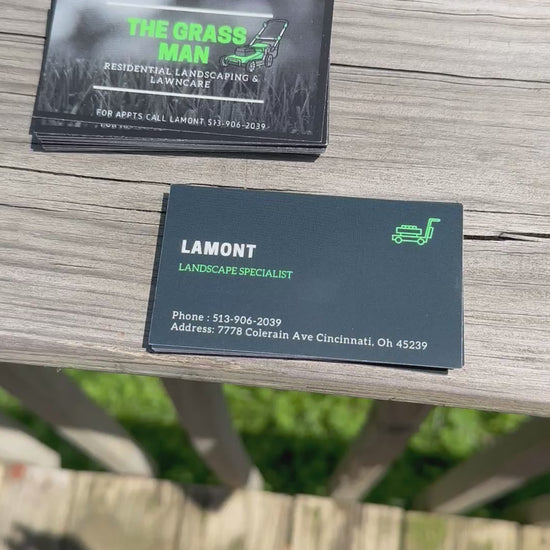 THE GRASS
MAN
RESIDENTIAL LANDSCAPING &
LAWNCARE
FOR APPTS CALL LAMONT 513-906-2039
LAMONT
LANDSCAPE SPECIALIST
Phone : 513-906-2039
Address: 7778 Colerain Ave Cincinnati, Oh 45239